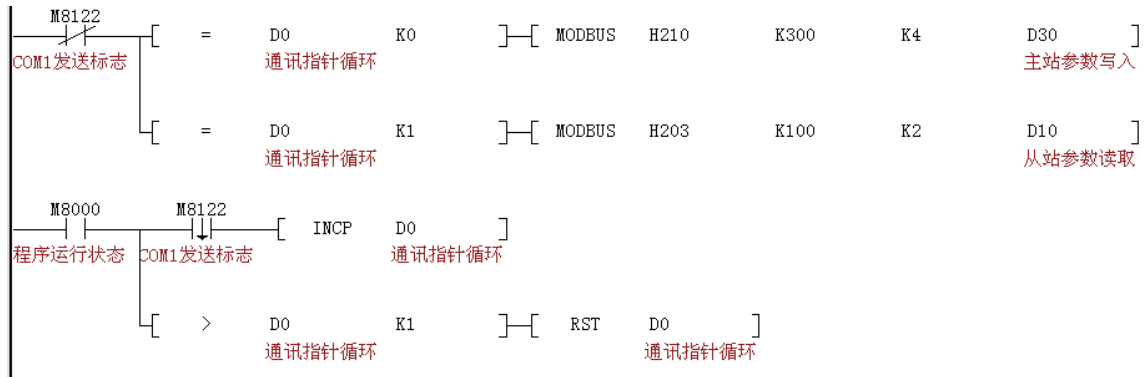 M8122
[ = D0 K0 ] [ MODBUS H210 K300 K4 D30 ]
COM1发送标志 通讯指针循环 主站参数写入
[ = D0 K1 ] [ MODBUS H203 K100 K2 D10 ]
通讯指针循环 从站参数读取
M8000 M8122
[ INCP D0 ]
程序运行状态 COM1发送标志 通讯指针循环
[ > D0 K1 ] [ RST D0 ]
通讯指针循环 通讯指针循环